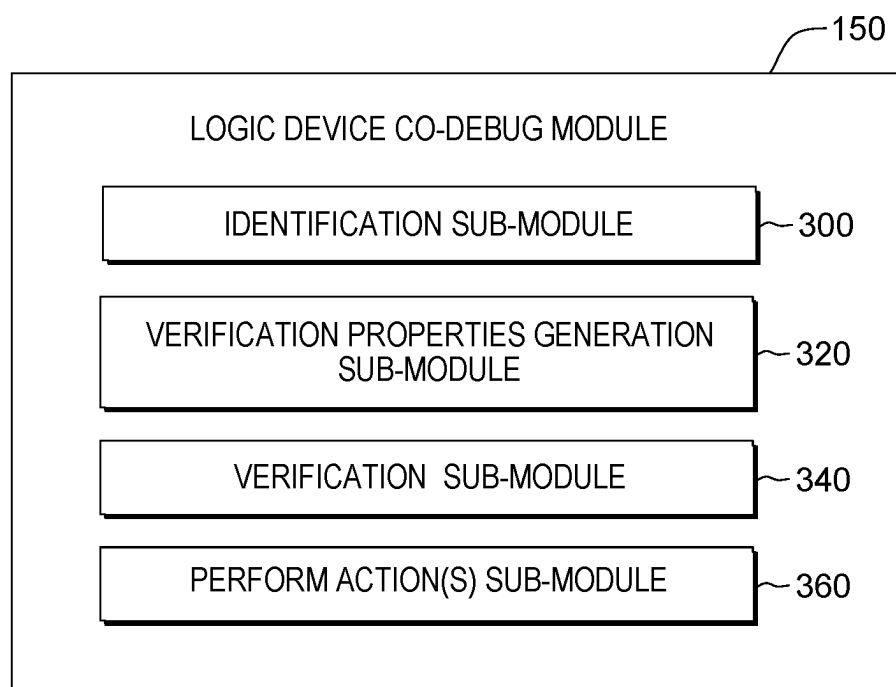 150
LOGIC DEVICE CO-DEBUG MODULE
IDENTIFICATION SUB-MODULE
300
VERIFICATION PROPERTIES GENERATION
SUB-MODULE
320
VERIFICATION SUB-MODULE
340
PERFORM ACTION(S) SUB-MODULE
360